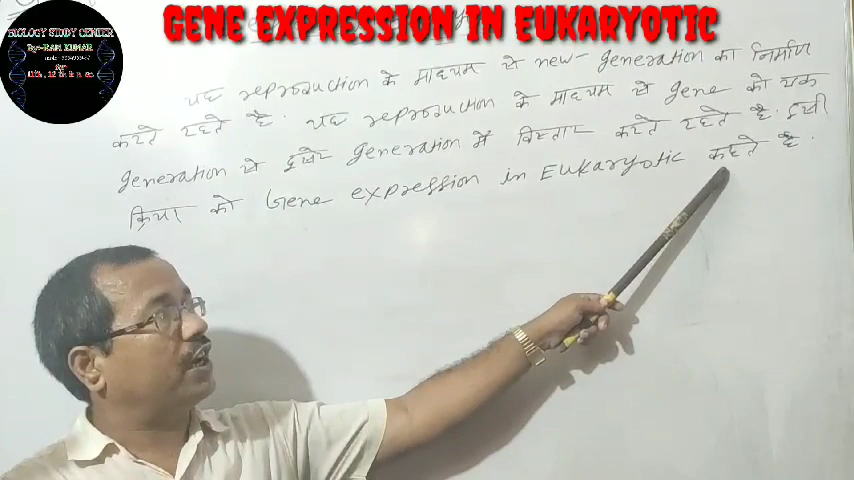 GENE EXPRESSION IN EUKARYOTIC
BIOLOGY STUDY CENTER
By:-RAM KUMAR
यह reproduction के माध्यम से new-generation का निर्माण
करते रहते है. यह reproduction के माध्यम से gene को एक
generation से दुसरे generation में विस्तार करते रहते है. इसी
क्रिया को Gene expression in Eukaryotic कहते है.